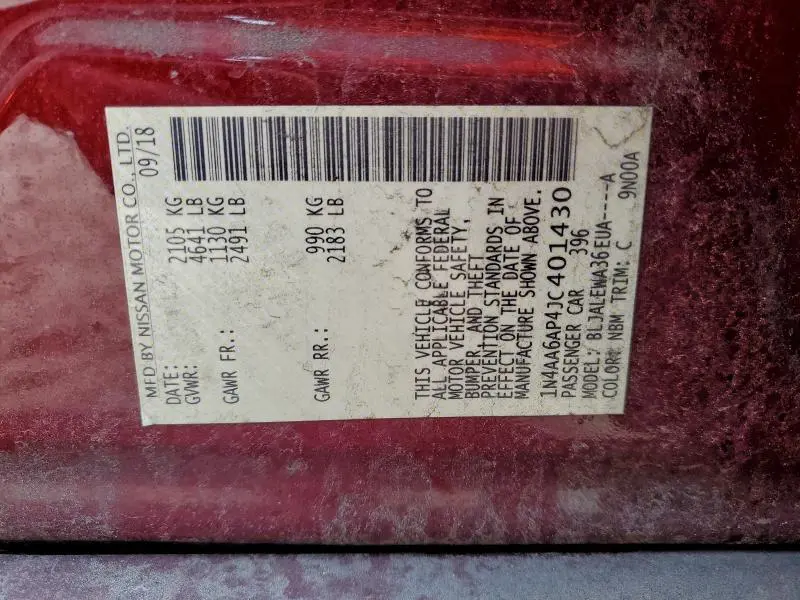 MFD BY NISSAN MOTOR CO., LTD.
DATE: 09/18
GVWR: 2105 KG
4641 LB
GAWR FR.: 1130 KG
2491 LB
GAWR RR.: 990 KG
2183 LB
THIS VEHICLE CONFORMS TO
ALL APPLICABLE FEDERAL
MOTOR VEHICLE SAFETY,
BUMPER, AND THEFT
PREVENTION STANDARDS IN
EFFECT ON THE DATE OF
MANUFACTURE SHOWN ABOVE.
1N4AA6AP4JC401430
PASSENGER CAR 396
MODEL: BLJALEWA36EUA----A
COLOR: NBM TRIM: C 9N00A